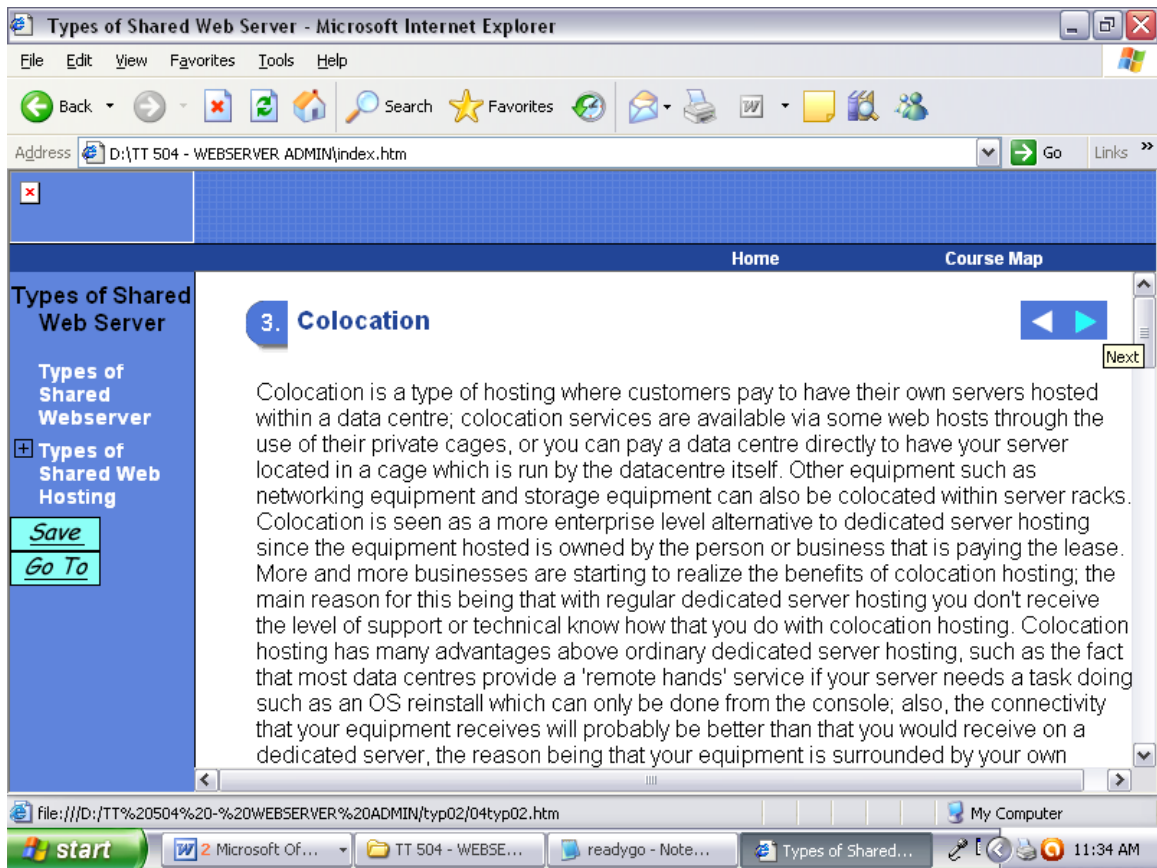 Types of Shared Web Server - Microsoft Internet Explorer
File Edit View Favorites Tools Help
Back Search Favorites
Address D:\TT 504 - WEBSERVER ADMIN\index.htm Go Links »
Home Course Map
Types of Shared
Web Server
Types of
Shared
Webserver
Types of
Shared Web
Hosting
Save
Go To
3. Colocation
Next
Colocation is a type of hosting where customers pay to have their own servers hosted
within a data centre; colocation services are available via some web hosts through the
use of their private cages, or you can pay a data centre directly to have your server
located in a cage which is run by the datacentre itself. Other equipment such as
networking equipment and storage equipment can also be colocated within server racks.
Colocation is seen as a more enterprise level alternative to dedicated server hosting
since the equipment hosted is owned by the person or business that is paying the lease.
More and more businesses are starting to realize the benefits of colocation hosting; the
main reason for this being that with regular dedicated server hosting you don't receive
the level of support or technical know how that you do with colocation hosting. Colocation
hosting has many advantages above ordinary dedicated server hosting, such as the fact
that most data centres provide a 'remote hands' service if your server needs a task doing
such as an OS reinstall which can only be done from the console; also, the connectivity
that your equipment receives will probably be better than that you would receive on a
dedicated server, the reason being that your equipment is surrounded by your own
file:///D:/TT%20504%20-%20WEBSERVER%20ADMIN/typ02/04typ02.htm My Computer
start 2 Microsoft Of... TT 504 - WEBSE... readygo - Note... Types of Shared... 11:34 AM